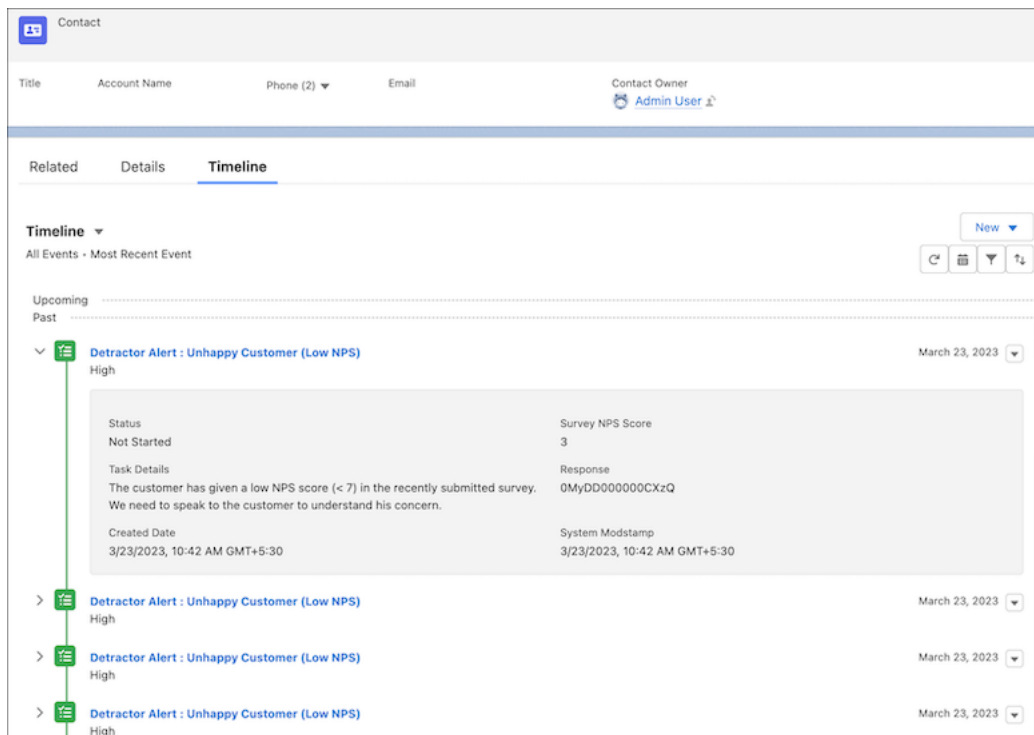 Contact
Title Account Name Phone (2) Email Contact Owner
Admin User
Related Details Timeline
Timeline
New
All Events • Most Recent Event
Upcoming
Past
Detractor Alert : Unhappy Customer (Low NPS) March 23, 2023
High
Status Survey NPS Score
Not Started 3
Task Details Response
The customer has given a low NPS score (< 7) in the recently submitted survey. 0MyDD000000CXzQ
We need to speak to the customer to understand his concern.
Created Date System Modstamp
3/23/2023, 10:42 AM GMT+5:30 3/23/2023, 10:42 AM GMT+5:30
Detractor Alert : Unhappy Customer (Low NPS) March 23, 2023
High
Detractor Alert : Unhappy Customer (Low NPS) March 23, 2023
High
Detractor Alert : Unhappy Customer (Low NPS) March 23, 2023
High